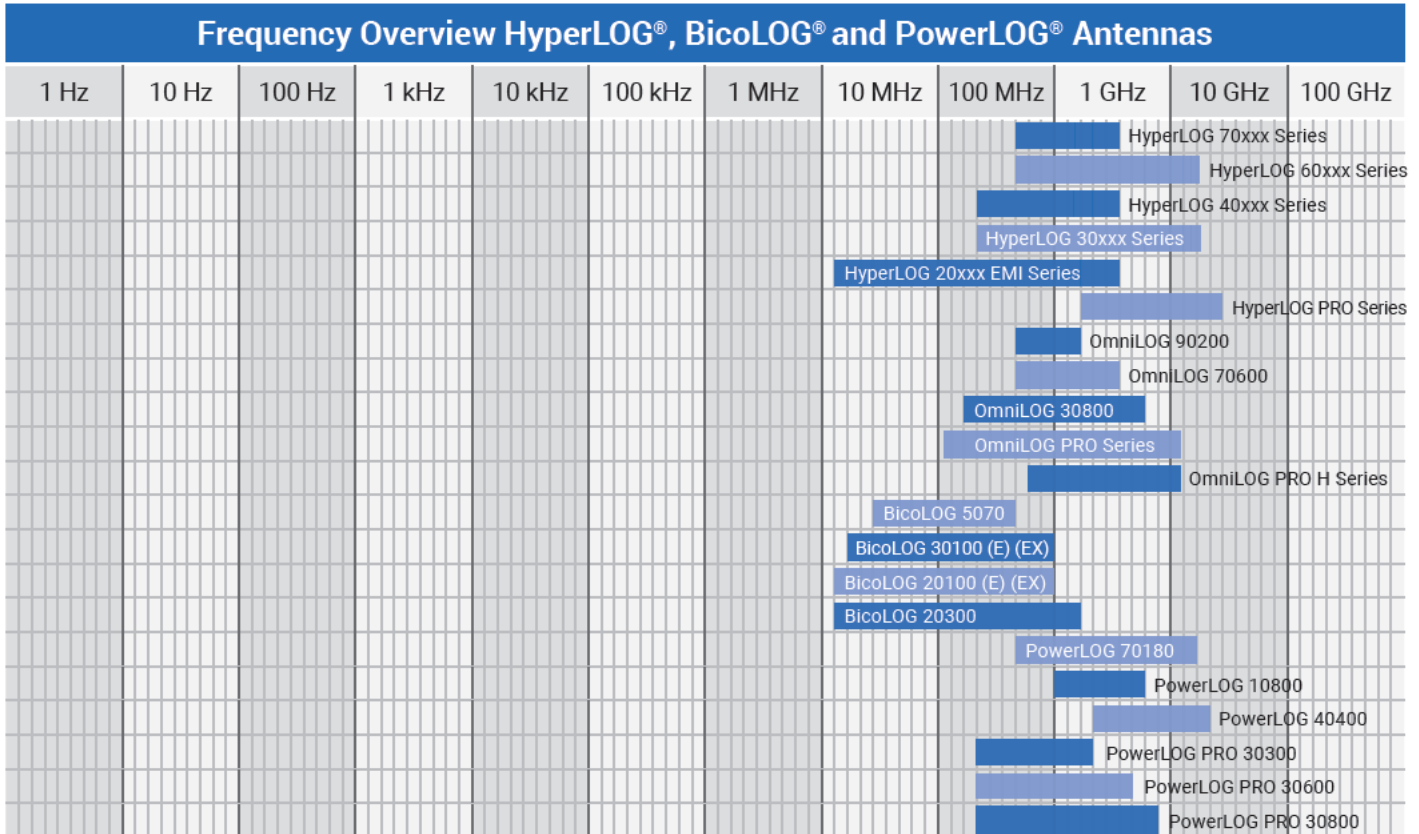 Frequency Overview HyperLOG®, BicoLOG® and PowerLOG® Antennas
1 Hz 10 Hz 100 Hz 1 kHz 10 kHz 100 kHz 1 MHz 10 MHz 100 MHz 1 GHz 10 GHz 100 GHz
HyperLOG 70xxx Series
HyperLOG 60xxx Series
HyperLOG 40xxx Series
HyperLOG 30xxx Series
HyperLOG 20xxx EMI Series
HyperLOG PRO Series
OmniLOG 90200
OmniLOG 70600
OmniLOG 30800
OmniLOG PRO Series
OmniLOG PRO H Series
BicoLOG 5070
BicoLOG 30100 (E) (EX)
BicoLOG 20100 (E) (EX)
BicoLOG 20300
PowerLOG 70180
PowerLOG 10800
PowerLOG 40400
PowerLOG PRO 30300
PowerLOG PRO 30600
PowerLOG PRO 30800